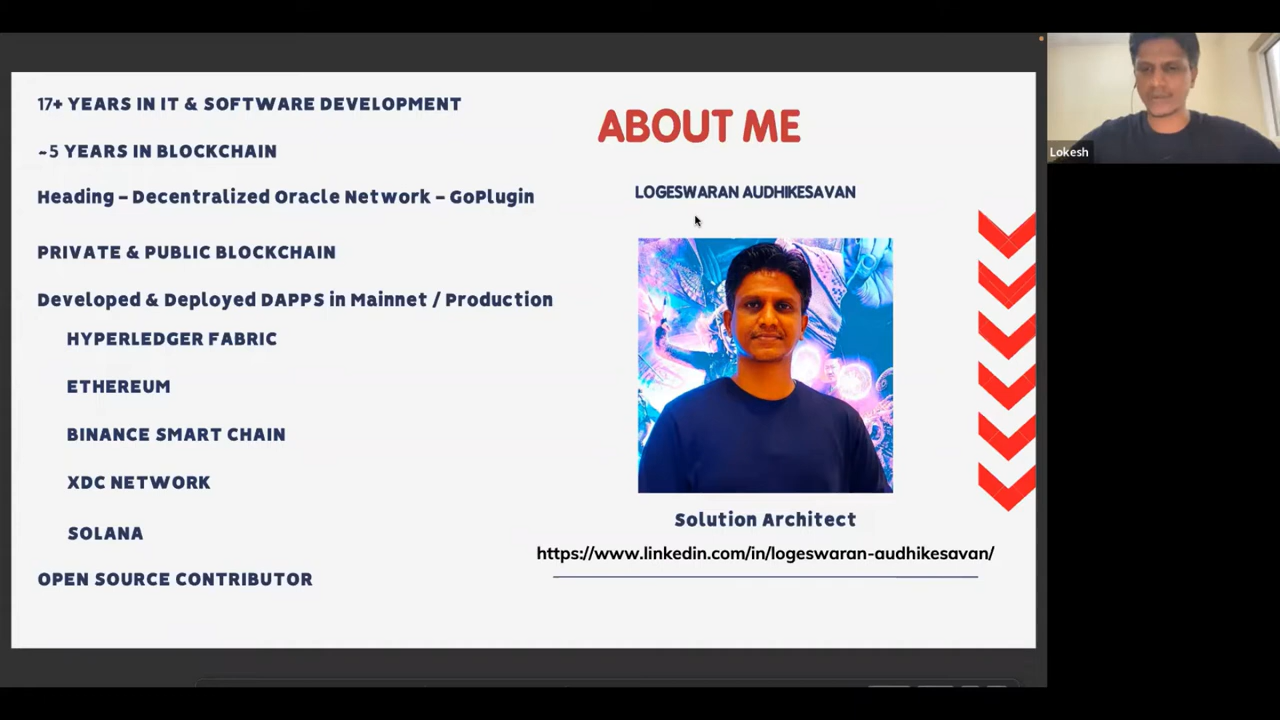 17+ YEARS IN IT & SOFTWARE DEVELOPMENT
~5 YEARS IN BLOCKCHAIN
Heading - Decentralized Oracle Network - GoPlugin
PRIVATE & PUBLIC BLOCKCHAIN
Developed & Deployed DAPPS in Mainnet / Production
HYPERLEDGER FABRIC
ETHEREUM
BINANCE SMART CHAIN
XDC NETWORK
SOLANA
OPEN SOURCE CONTRIBUTOR
ABOUT ME
LOGESWARAN AUDHIKESAVAN
Solution Architect
https://www.linkedin.com/in/logeswaran-audhikesavan/
Lokesh